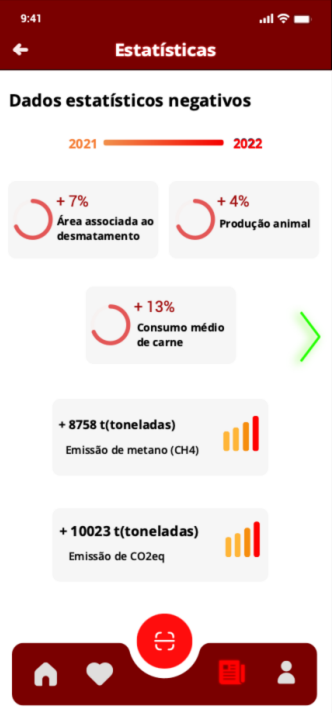 9:41
Estatísticas
Dados estatísticos negativos
2021 2022
+ 7%
Área associada ao
desmatamento
+ 4%
Produção animal
+ 13%
Consumo médio
de carne
+ 8758 t(toneladas)
Emissão de metano (CH4)
+ 10023 t(toneladas)
Emissão de CO2eq